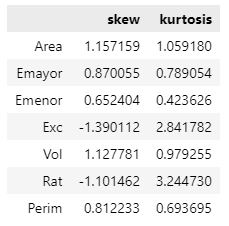 skew kurtosis
Area 1.157159 1.059180
Emayor 0.870055 0.789054
Emenor 0.652404 0.423626
Exc -1.390112 2.841782
Vol 1.127781 0.979255
Rat -1.101462 3.244730
Perim 0.812233 0.693695